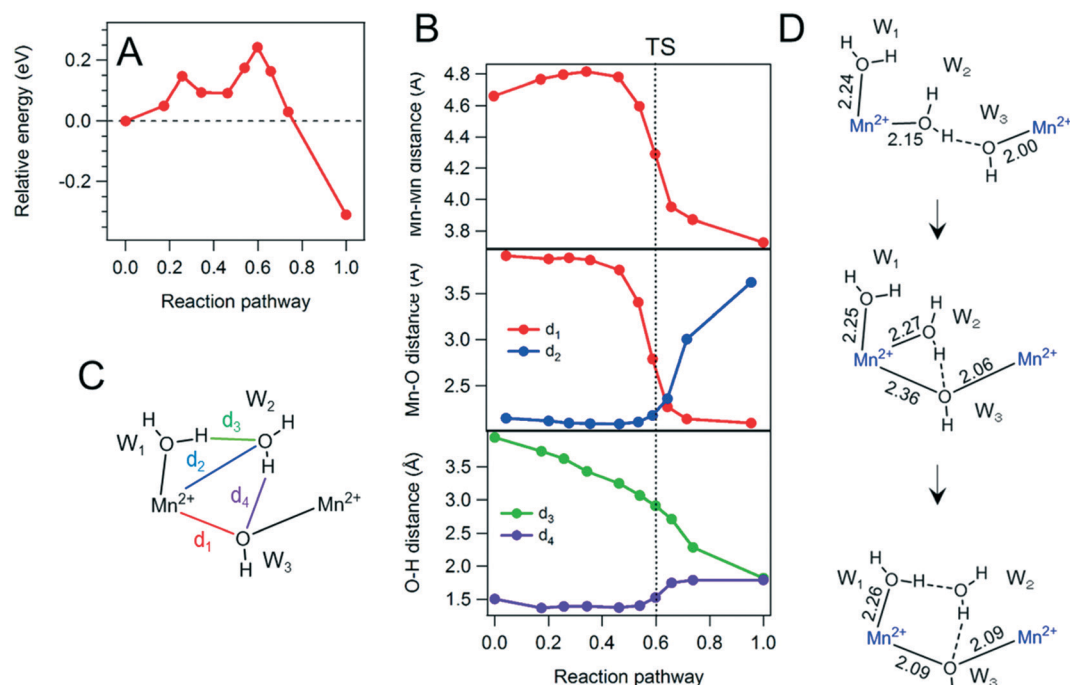 A
Relative energy (eV)
0.2
0.0
-0.2
0.0 0.2 0.4 0.6 0.8 1.0
Reaction pathway
B
TS
Mn-Mn distance (Å)
4.8
4.6
4.4
4.2
4.0
3.8
Mn-O distance (Å)
3.5
3.0
2.5
d₁
d₂
O-H distance (Å)
3.5
3.0
2.5
2.0
1.5
d₃
d₄
0.0 0.2 0.4 0.6 0.8 1.0
Reaction pathway
C
W₂
H d₃ H
W₁ H O O
d₂ H
Mn²⁺ d₄ Mn²⁺
d₁ O
H W₃
D
W₁
H H
O W₂
2.24 H
Mn²⁺ O W₃ Mn²⁺
2.15 H O 2.00
H
W₁
H H
O H
2.25 2.27 O W₂
Mn²⁺ H Mn²⁺
2.36 O 2.06
H W₃
H H
W₁ O H O W₂
2.26 H
Mn²⁺ 2.09 Mn²⁺
2.09 O
W₃